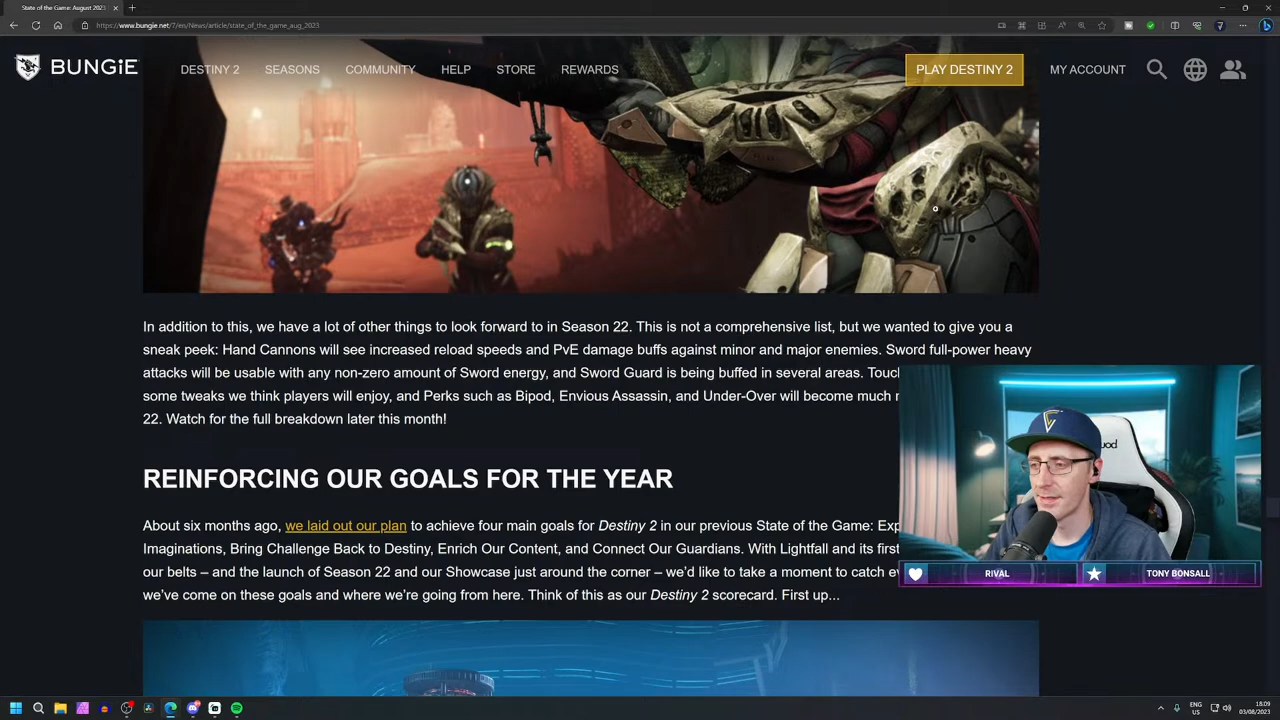 State of the Game: August 2023
https://www.bungie.net/7/en/News/article/state_of_the_game_aug_2023
BUNGiE
DESTINY 2 SEASONS COMMUNITY HELP STORE REWARDS
PLAY DESTINY 2 MY ACCOUNT
In addition to this, we have a lot of other things to look forward to in Season 22. This is not a comprehensive list, but we wanted to give you a
sneak peek: Hand Cannons will see increased reload speeds and PvE damage buffs against minor and major enemies. Sword full-power heavy
attacks will be usable with any non-zero amount of Sword energy, and Sword Guard is being buffed in several areas.
some tweaks we think players will enjoy, and Perks such as Bipod, Envious Assassin, and Under-Over will become much
22. Watch for the full breakdown later this month!
REINFORCING OUR GOALS FOR THE YEAR
About six months ago, we laid out our plan to achieve four main goals for Destiny 2 in our previous State of the Game:
Imaginations, Bring Challenge Back to Destiny, Enrich Our Content, and Connect Our Guardians. With Lightfall and its first
our belts – and the launch of Season 22 and our Showcase just around the corner – we'd like to take a moment to catch
we've come on these goals and where we're going from here. Think of this as our Destiny 2 scorecard. First up...
RIVAL
TONY BONSALL
ENG
US
18:09
03/08/2023